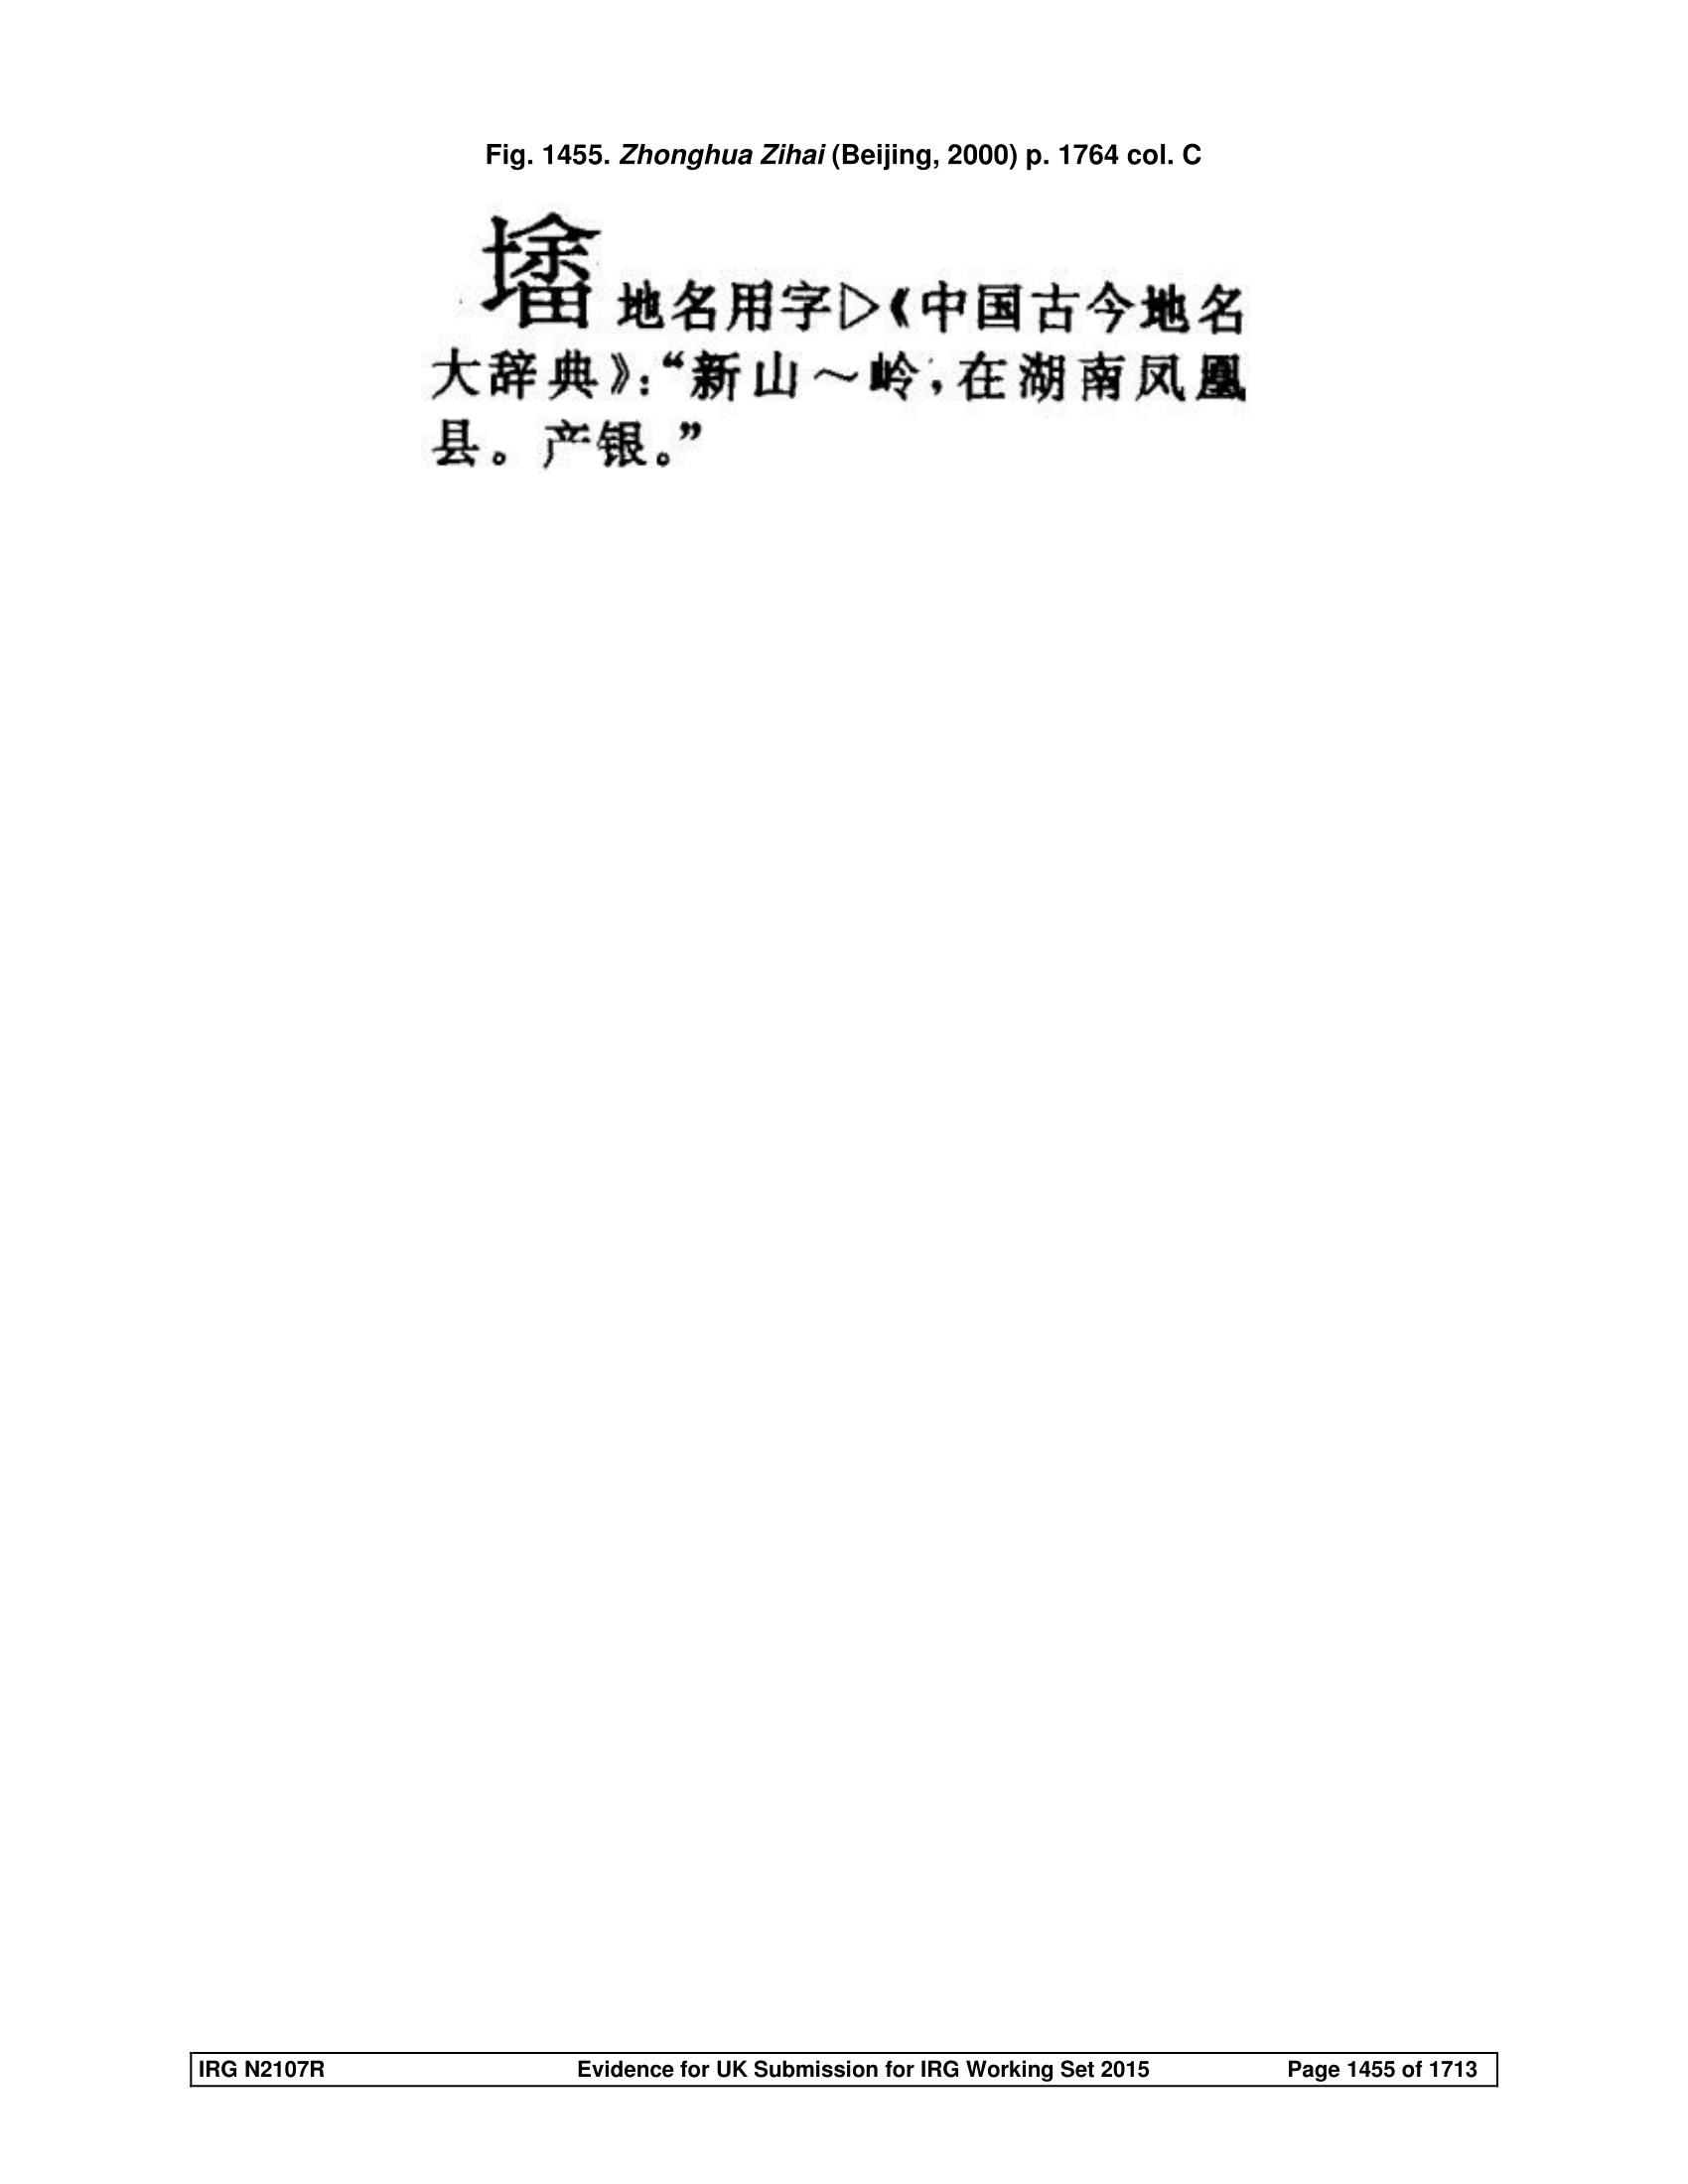 Fig. 1455. Zhonghua Zihai (Beijing, 2000) p. 1764 col. C
地名用字▷《中国古今地名
大辞典》：“新山～岭，在湖南凤凰
县。产银。”
IRG N2107R Evidence for UK Submission for IRG Working Set 2015 Page 1455 of 1713